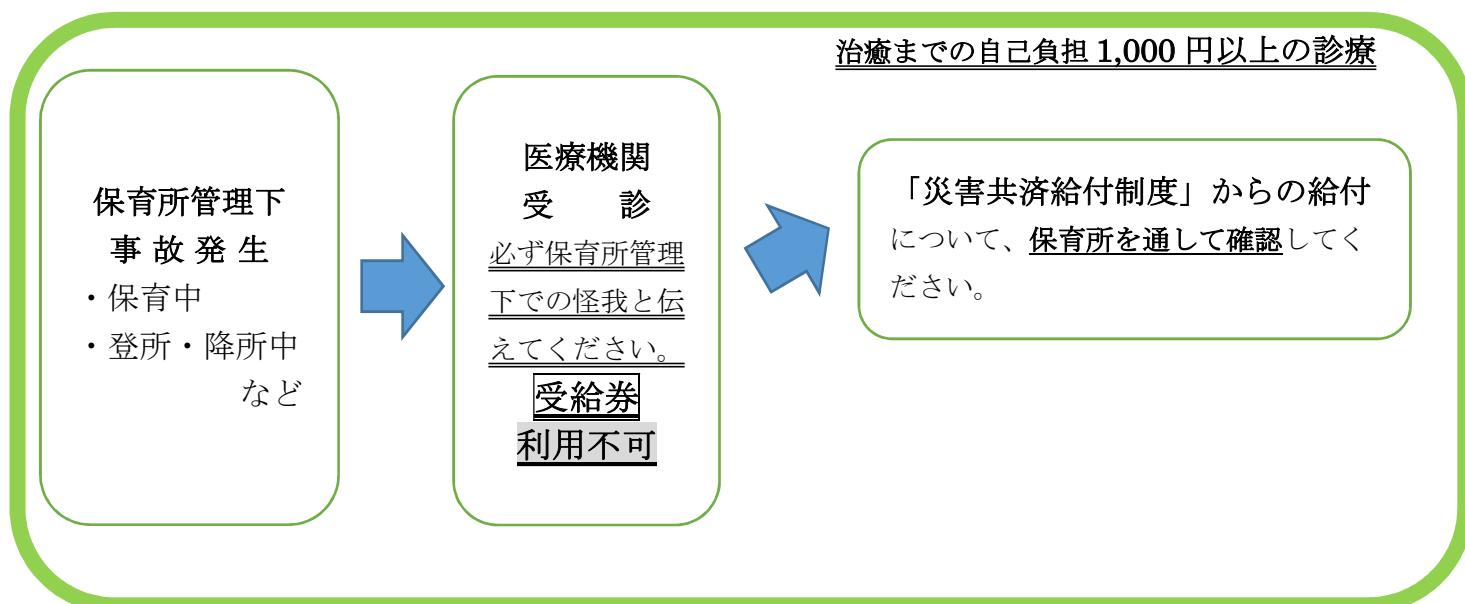 治癒までの自己負担 1,000 円以上の診療
保育所管理下
事 故 発 生
・保育中
・登所・降所中
など
医療機関
受　　診
必ず保育所管理
下での怪我と伝
えてください。
受給券
利用不可
「災害共済給付制度」からの給付
について、保育所を通して確認してく
ださい。